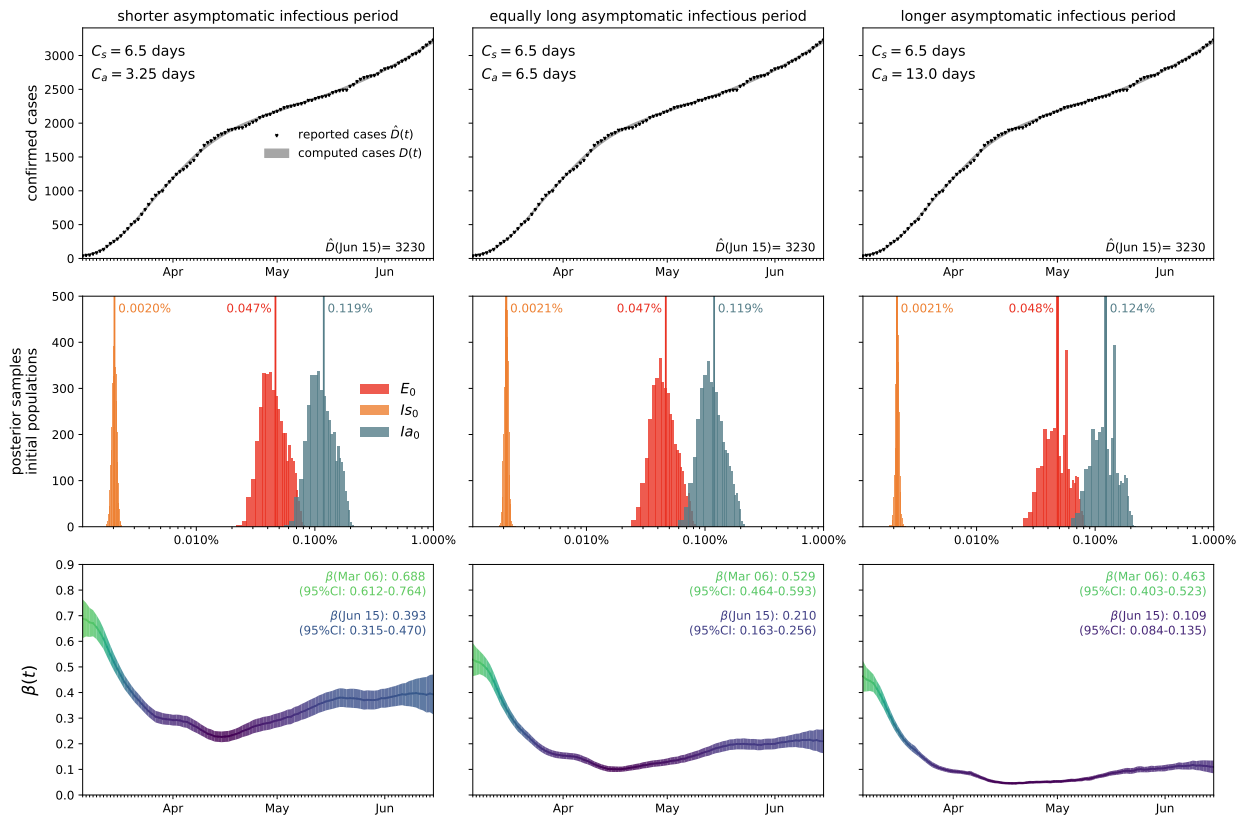 shorter asymptomatic infectious period
equally long asymptomatic infectious period
longer asymptomatic infectious period
confirmed cases
3000
2500
2000
1500
1000
500
0
C_s = 6.5 days
C_a = 3.25 days
reported cases D̂(t)
computed cases D(t)
D̂(Jun 15)= 3230
Apr May Jun
C_s = 6.5 days
C_a = 6.5 days
D̂(Jun 15)= 3230
Apr May Jun
C_s = 6.5 days
C_a = 13.0 days
D̂(Jun 15)= 3230
Apr May Jun
posterior samples
initial populations
500
400
300
200
100
0
0.0020% 0.047% 0.119%
E_0
Is_0
Ia_0
0.010% 0.100% 1.000%
0.0021% 0.047% 0.119%
0.010% 0.100% 1.000%
0.0021% 0.048% 0.124%
0.010% 0.100% 1.000%
β(t)
0.9
0.8
0.7
0.6
0.5
0.4
0.3
0.2
0.1
0.0
β(Mar 06): 0.688
(95%CI: 0.612-0.764)
β(Jun 15): 0.393
(95%CI: 0.315-0.470)
Apr May Jun
β(Mar 06): 0.529
(95%CI: 0.464-0.593)
β(Jun 15): 0.210
(95%CI: 0.163-0.256)
Apr May Jun
β(Mar 06): 0.463
(95%CI: 0.403-0.523)
β(Jun 15): 0.109
(95%CI: 0.084-0.135)
Apr May Jun